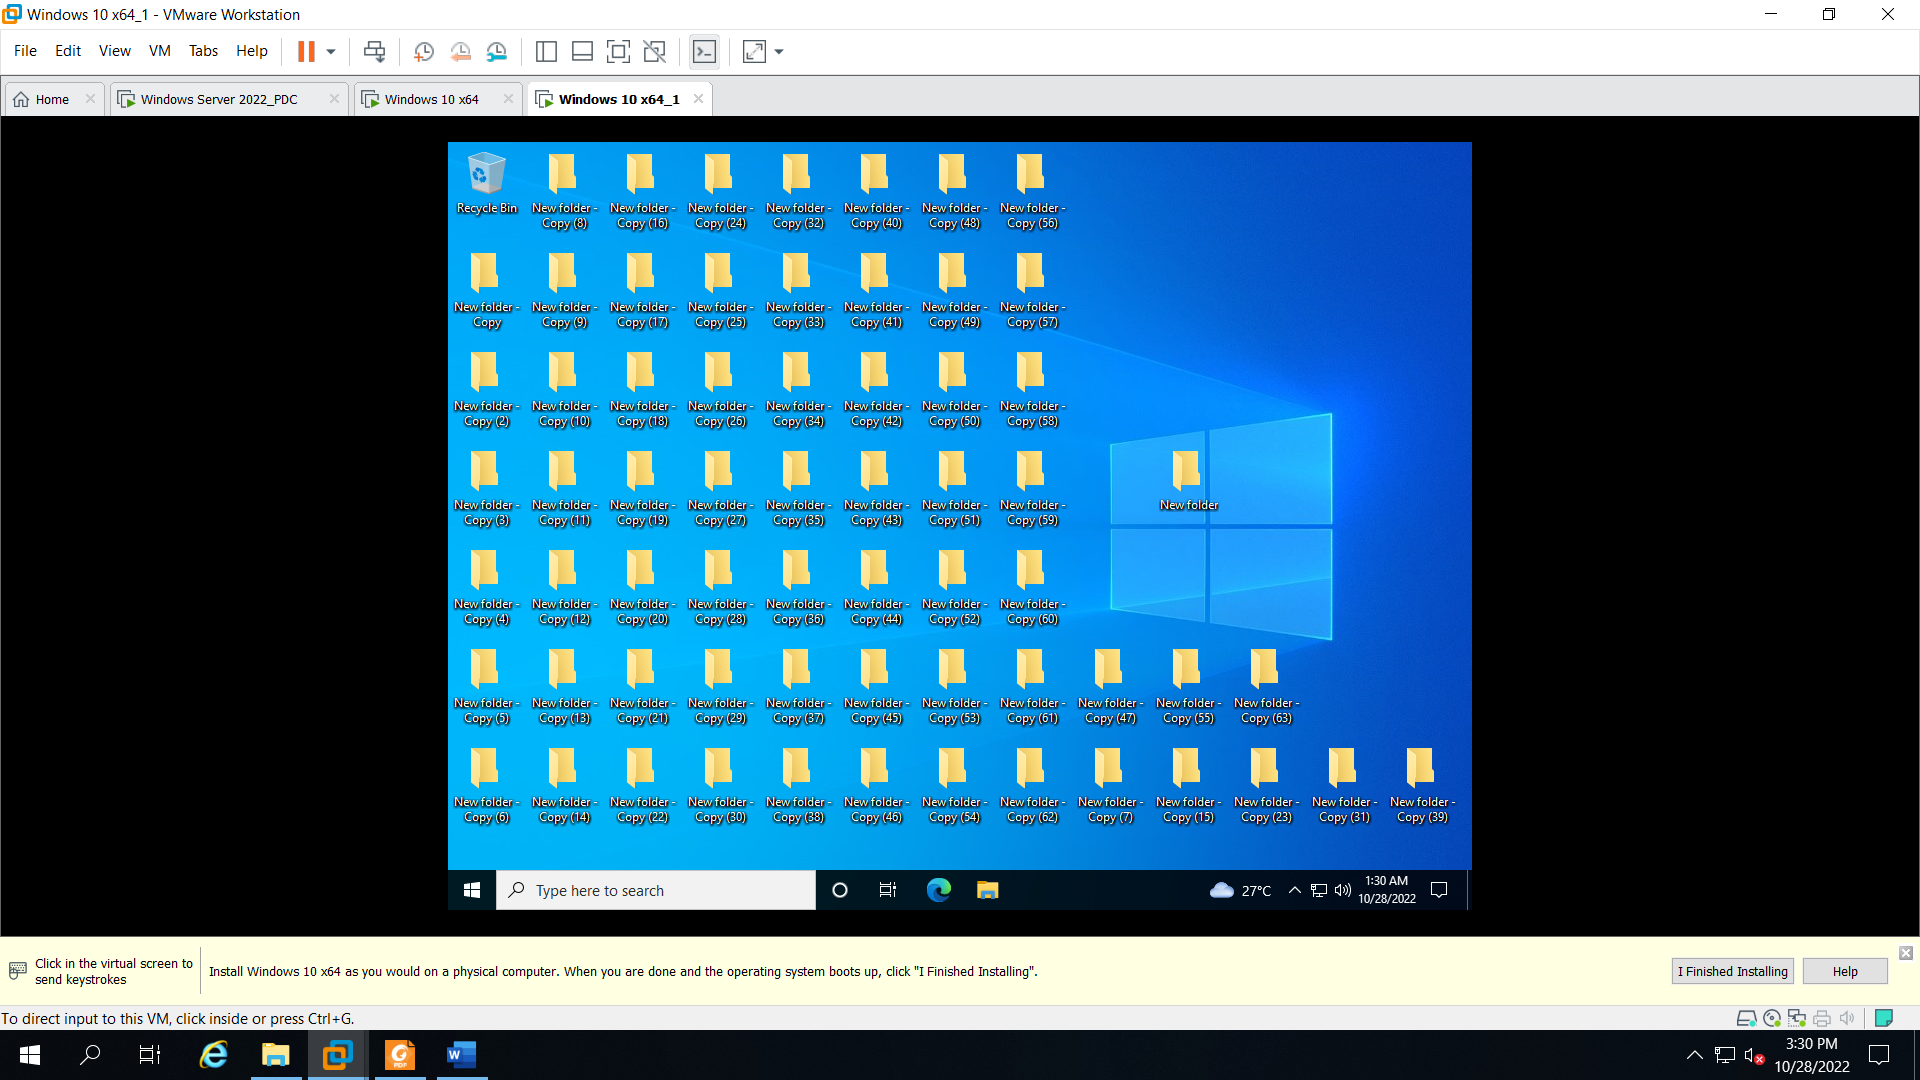 Windows 10 x64_1 - VMware Workstation
File Edit View VM Tabs Help
Home Windows Server 2022_PDC Windows 10 x64 Windows 10 x64_1
Recycle Bin
New folder - Copy (8)
New folder - Copy (16)
New folder - Copy (24)
New folder - Copy (32)
New folder - Copy (40)
New folder - Copy (48)
New folder - Copy (56)
New folder - Copy
New folder - Copy (9)
New folder - Copy (17)
New folder - Copy (25)
New folder - Copy (33)
New folder - Copy (41)
New folder - Copy (49)
New folder - Copy (57)
New folder - Copy (2)
New folder - Copy (10)
New folder - Copy (18)
New folder - Copy (26)
New folder - Copy (34)
New folder - Copy (42)
New folder - Copy (50)
New folder - Copy (58)
New folder - Copy (3)
New folder - Copy (11)
New folder - Copy (19)
New folder - Copy (27)
New folder - Copy (35)
New folder - Copy (43)
New folder - Copy (51)
New folder - Copy (59)
New folder
New folder - Copy (4)
New folder - Copy (12)
New folder - Copy (20)
New folder - Copy (28)
New folder - Copy (36)
New folder - Copy (44)
New folder - Copy (52)
New folder - Copy (60)
New folder - Copy (5)
New folder - Copy (13)
New folder - Copy (21)
New folder - Copy (29)
New folder - Copy (37)
New folder - Copy (45)
New folder - Copy (53)
New folder - Copy (61)
New folder - Copy (47)
New folder - Copy (55)
New folder - Copy (63)
New folder - Copy (6)
New folder - Copy (14)
New folder - Copy (22)
New folder - Copy (30)
New folder - Copy (38)
New folder - Copy (46)
New folder - Copy (54)
New folder - Copy (62)
New folder - Copy (7)
New folder - Copy (15)
New folder - Copy (23)
New folder - Copy (31)
New folder - Copy (39)
Type here to search
27°C
1:30 AM
10/28/2022
Click in the virtual screen to
send keystrokes
Install Windows 10 x64 as you would on a physical computer. When you are done and the operating system boots up, click "I Finished Installing".
I Finished Installing
Help
To direct input to this VM, click inside or press Ctrl+G.
PDF
W
3:30 PM
10/28/2022